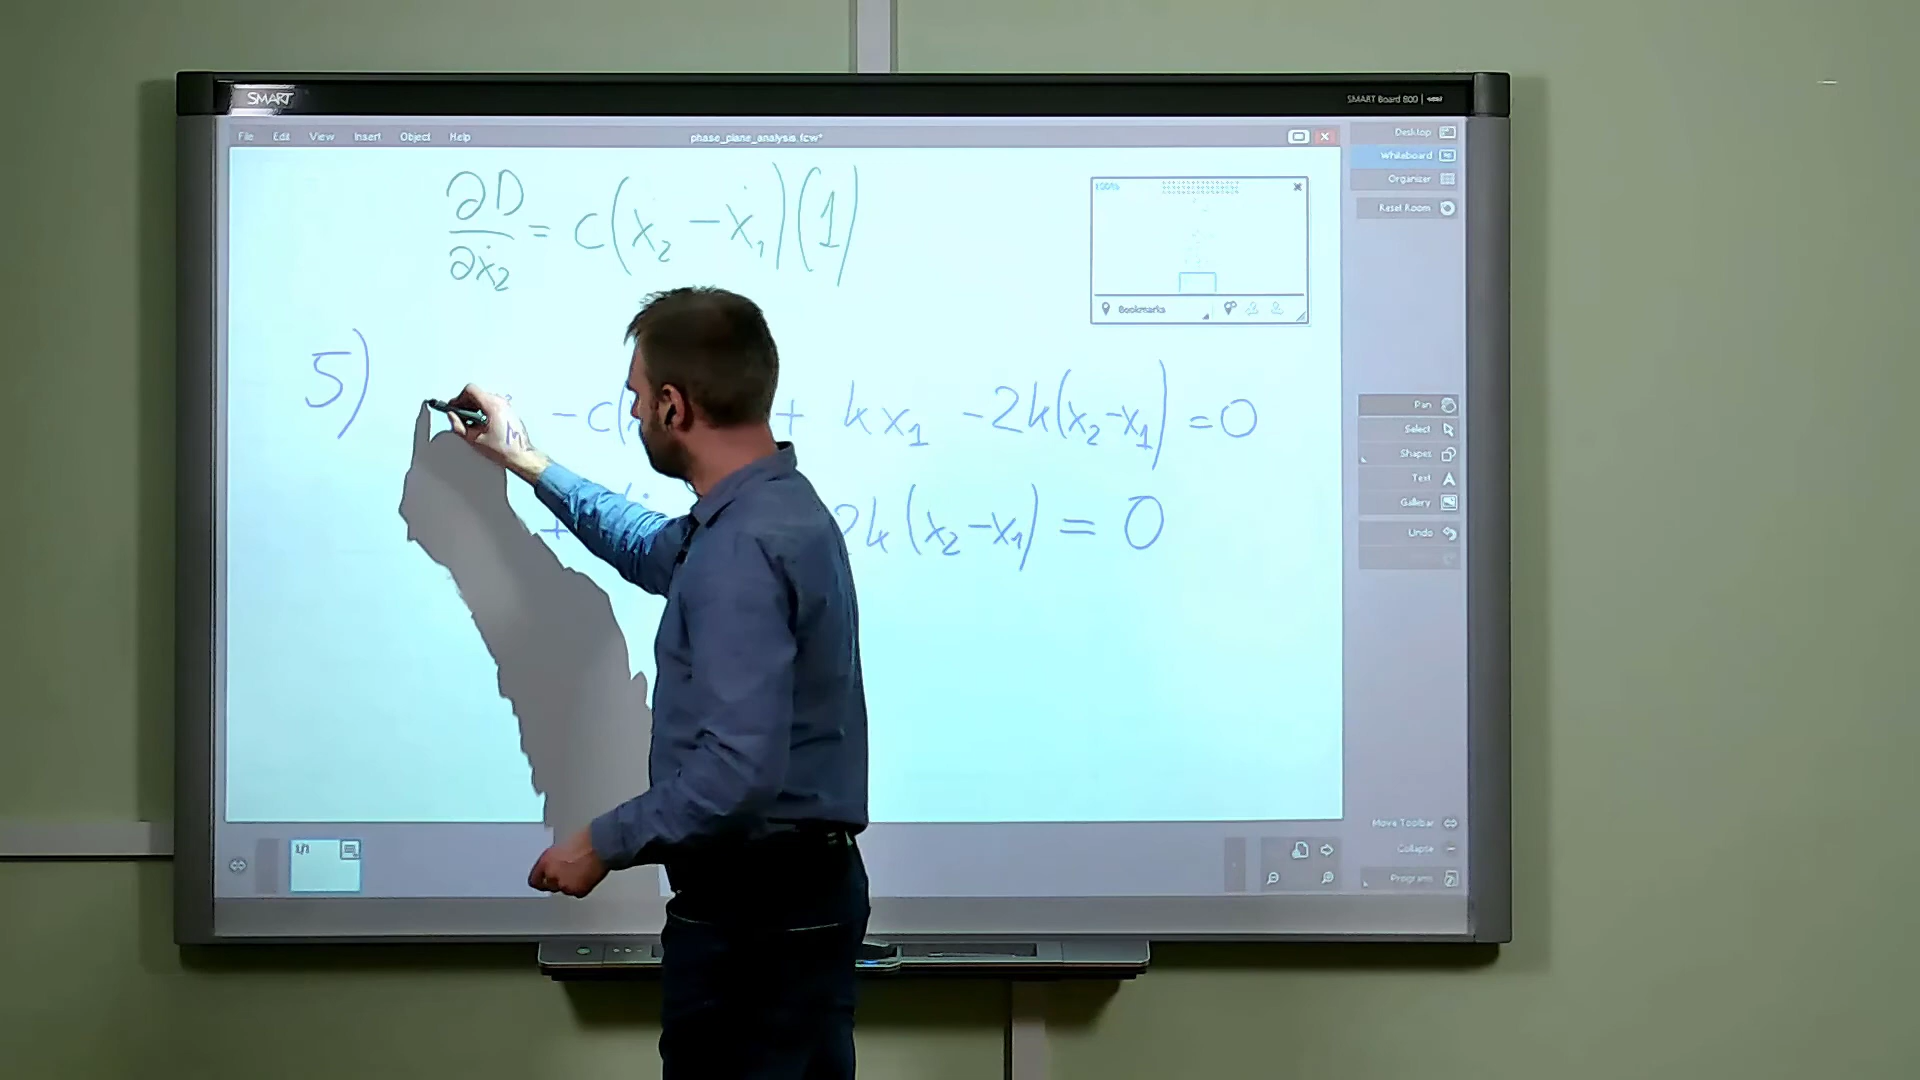 SMART
SMART Board 800
File Edit View Insert Object Help
phase_plane_analysis.fcw*
Desktop
Whiteboard
Organizer
Reset Room
100%
Bookmarks
∂D/∂ẋ₂ = c(ẋ₂ − ẋ₁)(1)
5)
− c( + kx₁ − 2k(x₂−x₁) = 0
+ 2k(x₂−x₁) = 0
Pan
Select
Shapes
Text
Gallery
Undo
Move Toolbar
Collapse
Programs
1/1